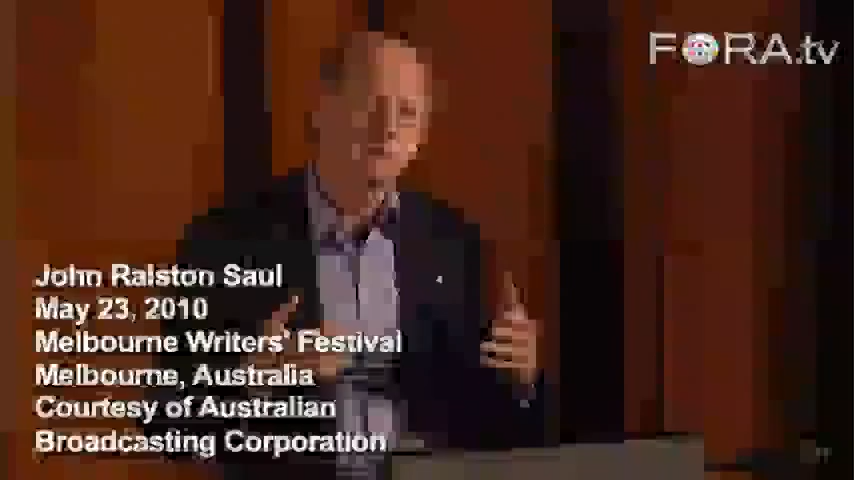 FORA.tv
John Ralston Saul
May 23, 2010
Melbourne Writers' Festival
Melbourne, Australia
Courtesy of Australian
Broadcasting Corporation